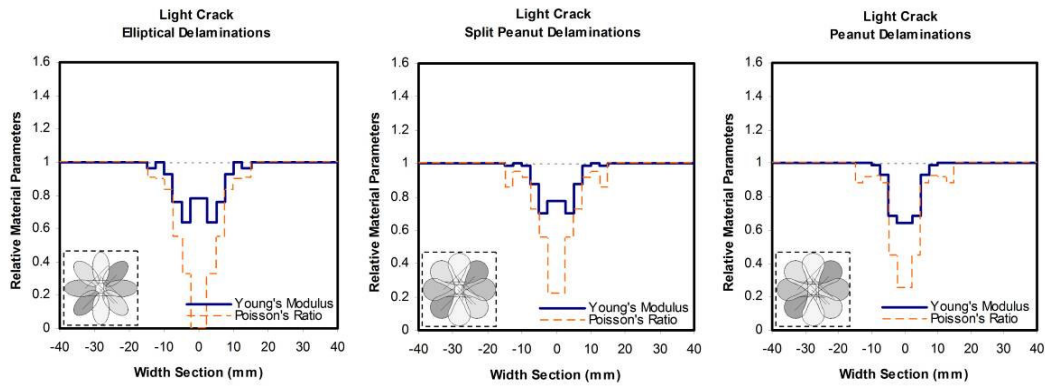 Light Crack
Elliptical Delaminations
Relative Material Parameters
1.6
1.4
1.2
1
0.8
0.6
0.4
0.2
0
Young's Modulus
Poisson's Ratio
-40 -30 -20 -10 0 10 20 30 40
Width Section (mm)
Light Crack
Split Peanut Delaminations
Relative Material Parameters
1.6
1.4
1.2
1
0.8
0.6
0.4
0.2
0
Young's Modulus
Poisson's Ratio
-40 -30 -20 -10 0 10 20 30 40
Width Section (mm)
Light Crack
Peanut Delaminations
Relative Material Parameters
1.6
1.4
1.2
1
0.8
0.6
0.4
0.2
0
Young's Modulus
Poisson's Ratio
-40 -30 -20 -10 0 10 20 30 40
Width Section (mm)